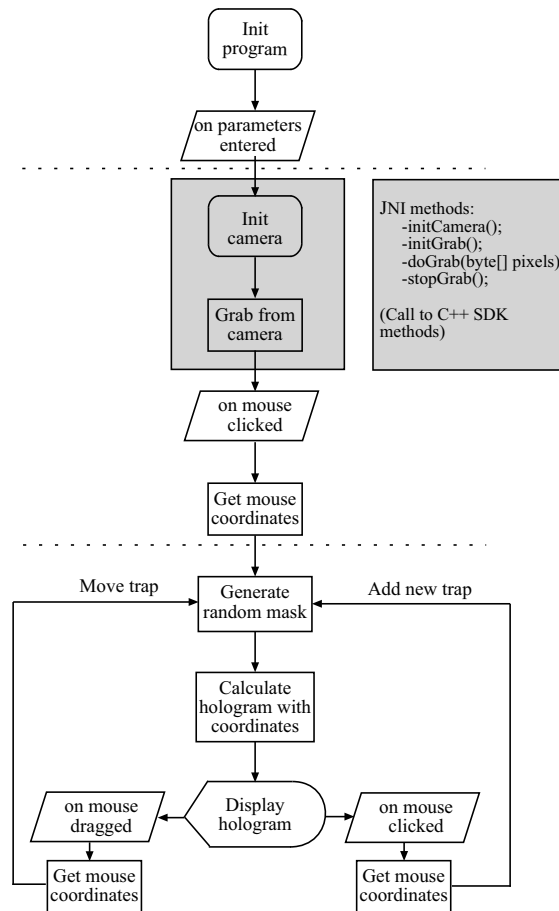 Init
program
on parameters
entered
Init
camera
Grab from
camera
JNI methods:
-initCamera();
-initGrab();
-doGrab(byte[] pixels)
-stopGrab();
(Call to C++ SDK
methods)
on mouse
clicked
Get mouse
coordinates
Move trap
Generate
random mask
Add new trap
Calculate
hologram with
coordinates
Display
hologram
on mouse
dragged
on mouse
clicked
Get mouse
coordinates
Get mouse
coordinates